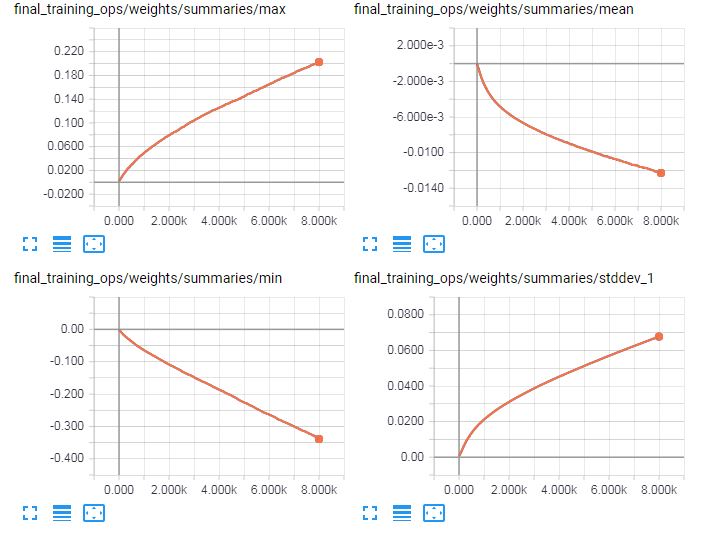 final_training_ops/weights/summaries/max
0.220
0.180
0.140
0.100
0.0600
0.0200
-0.0200
0.000 2.000k 4.000k 6.000k 8.000k
final_training_ops/weights/summaries/mean
2.000e-3
-2.000e-3
-6.000e-3
-0.0100
-0.0140
0.000 2.000k 4.000k 6.000k 8.000k
final_training_ops/weights/summaries/min
0.00
-0.100
-0.200
-0.300
-0.400
0.000 2.000k 4.000k 6.000k 8.000k
final_training_ops/weights/summaries/stddev_1
0.0800
0.0600
0.0400
0.0200
0.00
0.000 2.000k 4.000k 6.000k 8.000k